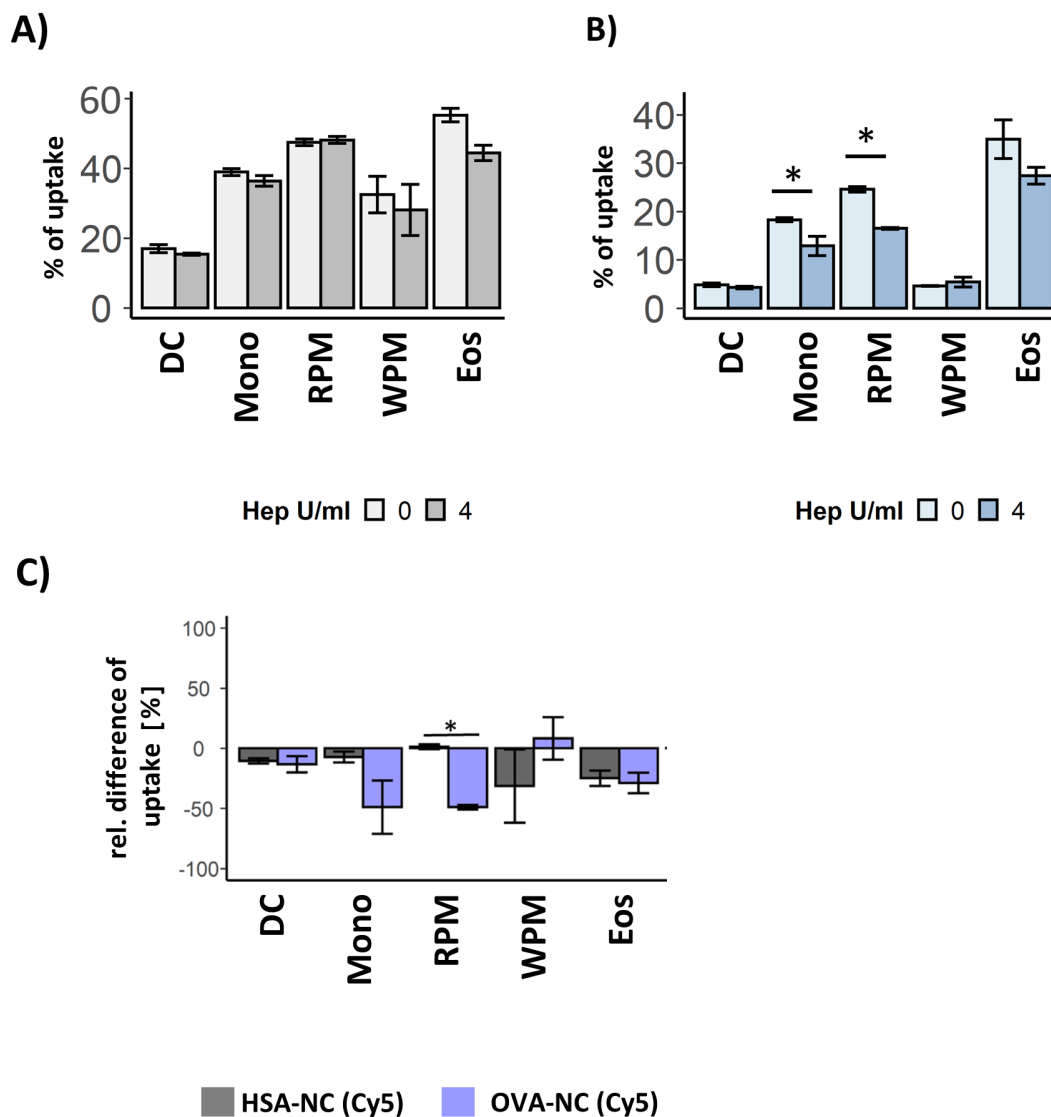 A)
% of uptake
60
40
20
0
DC Mono RPM WPM Eos
Hep U/ml 0 4
B)
% of uptake
40
30
20
10
0
* *
DC Mono RPM WPM Eos
Hep U/ml 0 4
C)
rel. difference of
uptake [%]
100
50
0
-50
-100
*
DC Mono RPM WPM Eos
HSA-NC (Cy5) OVA-NC (Cy5)